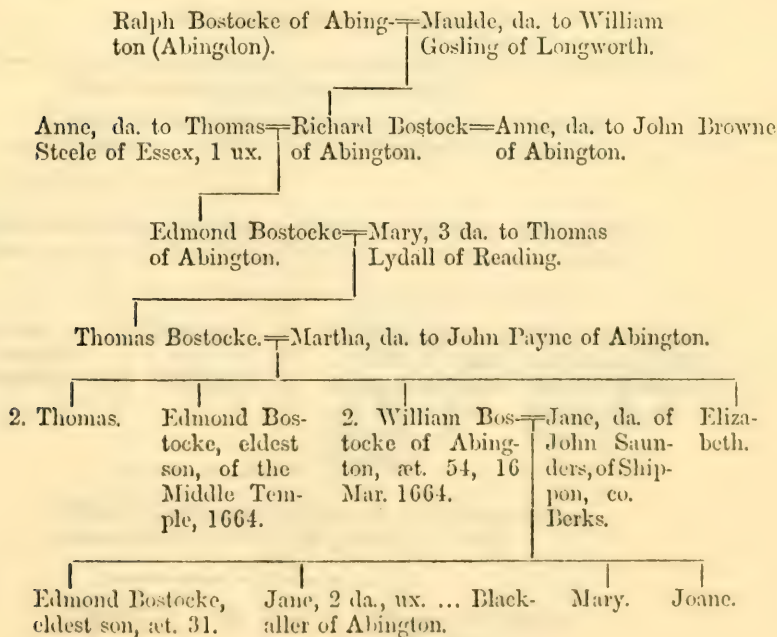 Ralph Bostocke of Abing-=Maulde, da. to William
ton (Abingdon). Gosling of Longworth.
Anne, da. to Thomas=Richard Bostock=Anne, da. to John Browne
Steele of Essex, 1 ux. of Abington. of Abington.
Edmond Bostocke=Mary, 3 da. to Thomas
of Abington. Lydall of Reading.
Thomas Bostocke.=Martha, da. to John Payne of Abington.
2. Thomas. Edmond Bos- 2. William Bos-=Jane, da. of Eliza-
tocke, eldest tocke of Abing- John Saun- beth.
son, of the ton, æt. 54, 16 ders, of Ship-
Middle Tem- Mar. 1664. pon, co.
ple, 1664. Berks.
Edmond Bostocke, Jane, 2 da., ux. ... Black- Mary. Joane.
eldest son, æt. 31. aller of Abington.